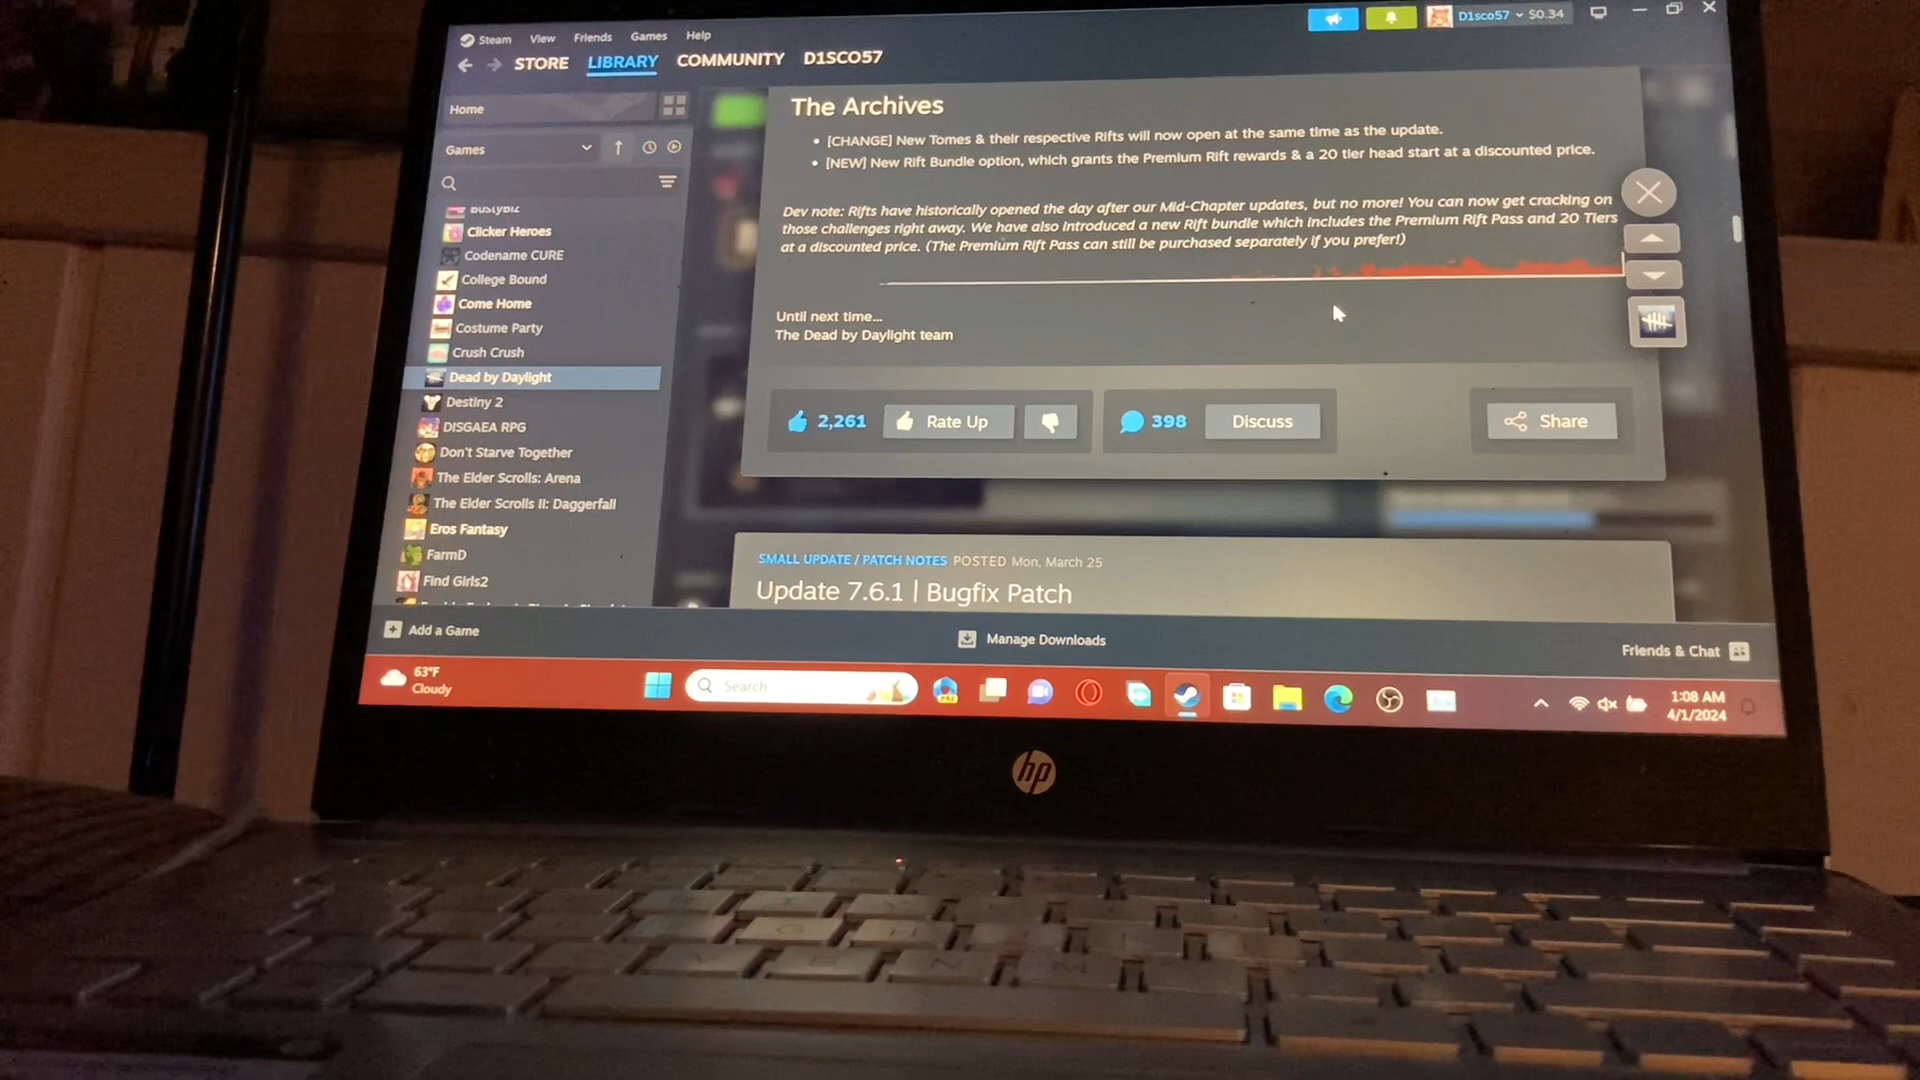 Steam View Friends Games Help
D1sco57 $0.34
STORE LIBRARY COMMUNITY D1SCO57
Home
Games
BustyBiz
Clicker Heroes
Codename CURE
College Bound
Come Home
Costume Party
Crush Crush
Dead by Daylight
Destiny 2
DISGAEA RPG
Don't Starve Together
The Elder Scrolls: Arena
The Elder Scrolls II: Daggerfall
Eros Fantasy
FarmD
Find Girls2
The Archives
• [CHANGE] New Tomes & their respective Rifts will now open at the same time as the update.
• [NEW] New Rift Bundle option, which grants the Premium Rift rewards & a 20 tier head start at a discounted price.
Dev note: Rifts have historically opened the day after our Mid-Chapter updates, but no more! You can now get cracking on
those challenges right away. We have also introduced a new Rift bundle which includes the Premium Rift Pass and 20 Tiers
at a discounted price. (The Premium Rift Pass can still be purchased separately if you prefer!)
Until next time...
The Dead by Daylight team
2,261 Rate Up 398 Discuss Share
SMALL UPDATE / PATCH NOTES POSTED Mon, March 25
Update 7.6.1 | Bugfix Patch
Add a Game Manage Downloads Friends & Chat
63°F
Cloudy
Search
1:08 AM
4/1/2024
hp